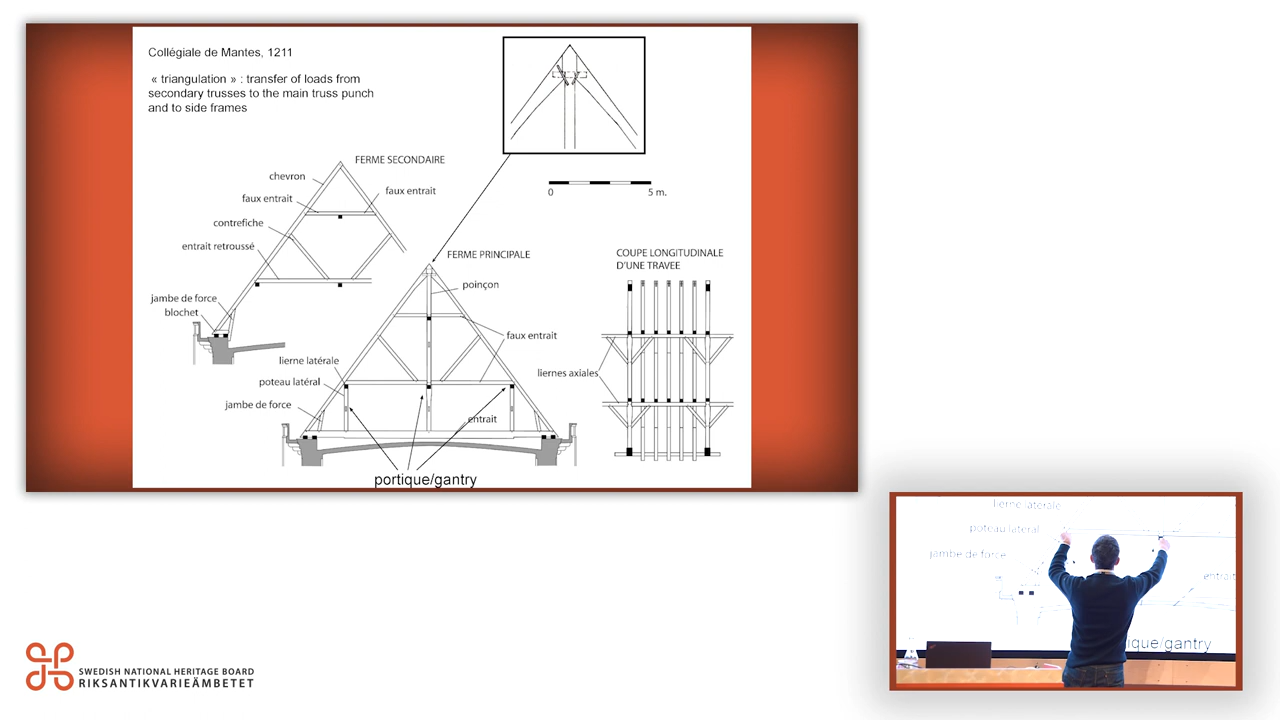 Collégiale de Mantes, 1211
« triangulation » : transfer of loads from
secondary trusses to the main truss punch
and to side frames
0 5 m.
FERME SECONDAIRE
chevron
faux entrait
faux entrait
contrefiche
entrait retroussé
jambe de force
blochet
FERME PRINCIPALE
poinçon
faux entrait
lierne latérale
poteau latéral
jambe de force
entrait
portique/gantry
COUPE LONGITUDINALE
D'UNE TRAVEE
liernes axiales
lierne latérale
poteau latéral
jambe de force
entrait
ique/gantry
SWEDISH NATIONAL HERITAGE BOARD
RIKSANTIKVARIEÄMBETET